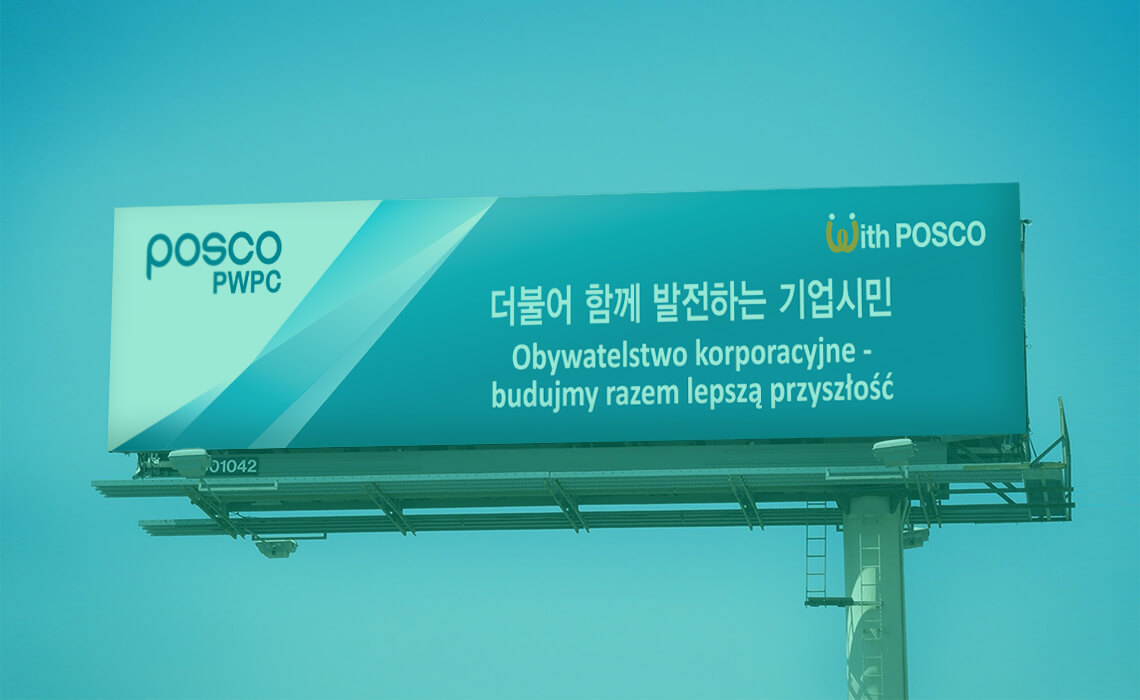 posco
PWPC
With POSCO
더불어 함께 발전하는 기업시민
Obywatelstwo korporacyjne -
budujmy razem lepszą przyszłość
01042